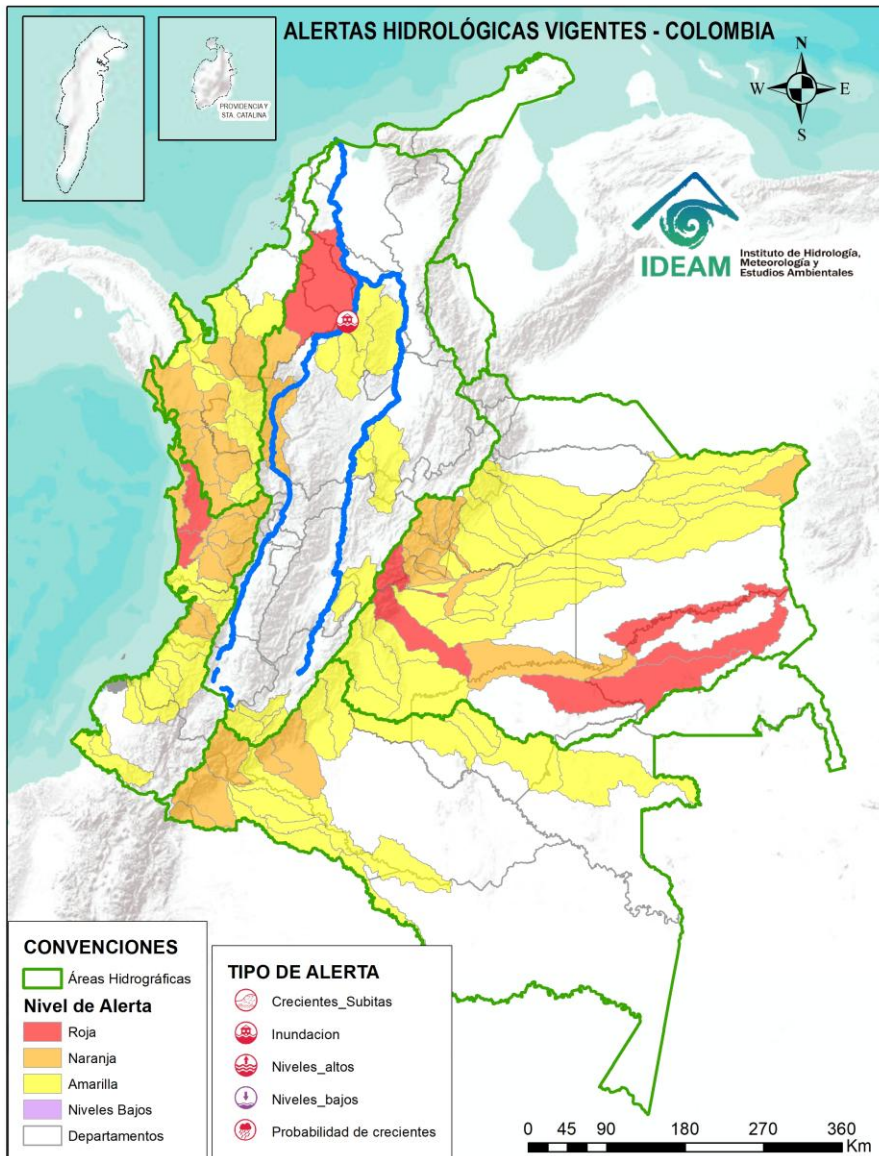 ALERTAS HIDROLÓGICAS VIGENTES - COLOMBIA
PROVIDENCIA Y
STA. CATALINA
N
W
E
S
IDEAM
Instituto de Hidrología,
Meteorología y
Estudios Ambientales
CONVENCIONES
Áreas Hidrográficas
Nivel de Alerta
Roja
Naranja
Amarilla
Niveles Bajos
Departamentos
TIPO DE ALERTA
Crecientes_Subitas
Inundacion
Niveles_altos
Niveles_bajos
Probabilidad de crecientes
0 45 90 180 270 360
Km